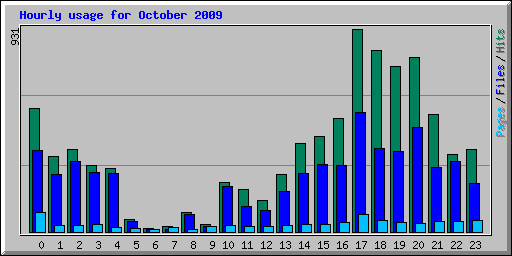 Hourly usage for October 2009
931
Pages / Files / Hits
0 1 2 3 4 5 6 7 8 9 10 11 12 13 14 15 16 17 18 19 20 21 22 23